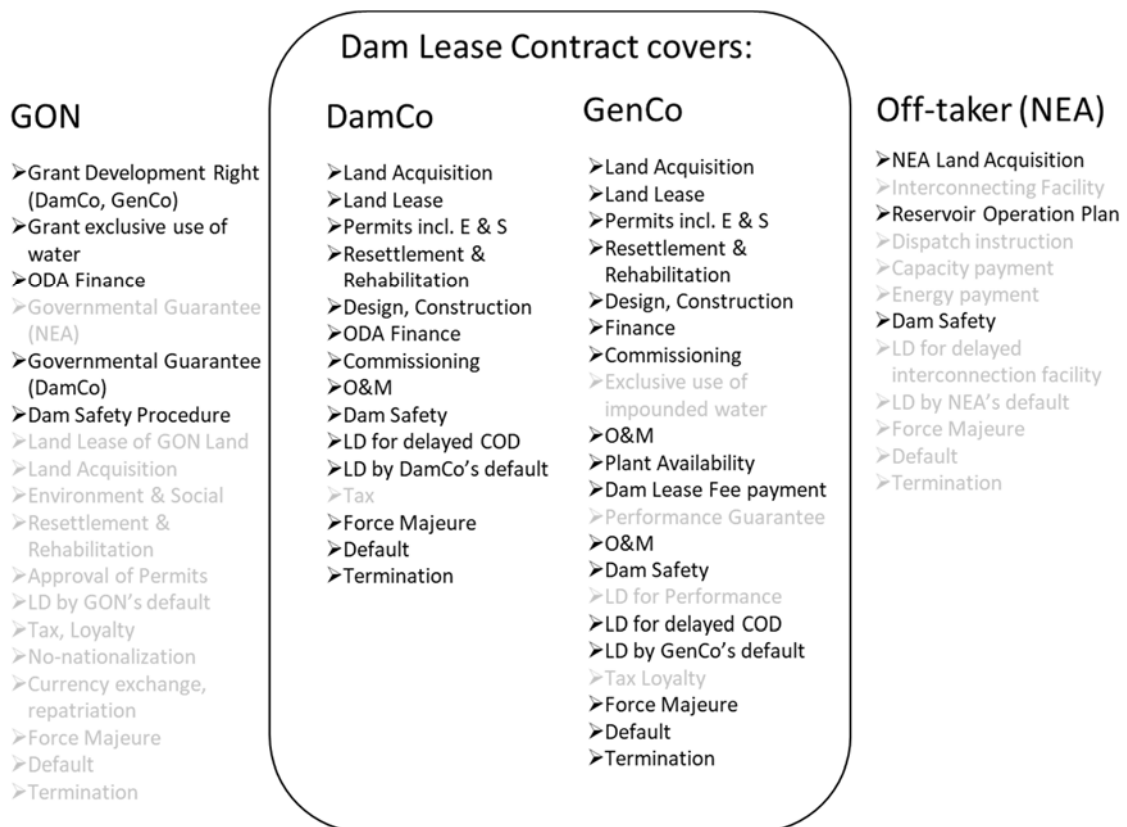 Dam Lease Contract covers:
GON
➢Grant Development Right
(DamCo, GenCo)
➢Grant exclusive use of
water
➢ODA Finance
➢Governmental Guarantee
(NEA)
➢Governmental Guarantee
(DamCo)
➢Dam Safety Procedure
➢Land Lease of GON Land
➢Land Acquisition
➢Environment & Social
➢Resettlement &
Rehabilitation
➢Approval of Permits
➢LD by GON's default
➢Tax, Loyalty
➢No-nationalization
➢Currency exchange,
repatriation
➢Force Majeure
➢Default
➢Termination
DamCo
➢Land Acquisition
➢Land Lease
➢Permits incl. E & S
➢Resettlement &
Rehabilitation
➢Design, Construction
➢ODA Finance
➢Commissioning
➢O&M
➢Dam Safety
➢LD for delayed COD
➢LD by DamCo's default
➢Tax
➢Force Majeure
➢Default
➢Termination
GenCo
➢Land Acquisition
➢Land Lease
➢Permits incl. E & S
➢Resettlement &
Rehabilitation
➢Design, Construction
➢Finance
➢Commissioning
➢Exclusive use of
impounded water
➢O&M
➢Plant Availability
➢Dam Lease Fee payment
➢Performance Guarantee
➢O&M
➢Dam Safety
➢LD for Performance
➢LD for delayed COD
➢LD by GenCo's default
➢Tax Loyalty
➢Force Majeure
➢Default
➢Termination
Off-taker (NEA)
➢NEA Land Acquisition
➢Interconnecting Facility
➢Reservoir Operation Plan
➢Dispatch instruction
➢Capacity payment
➢Energy payment
➢Dam Safety
➢LD for delayed
interconnection facility
➢LD by NEA's default
➢Force Majeure
➢Default
➢Termination